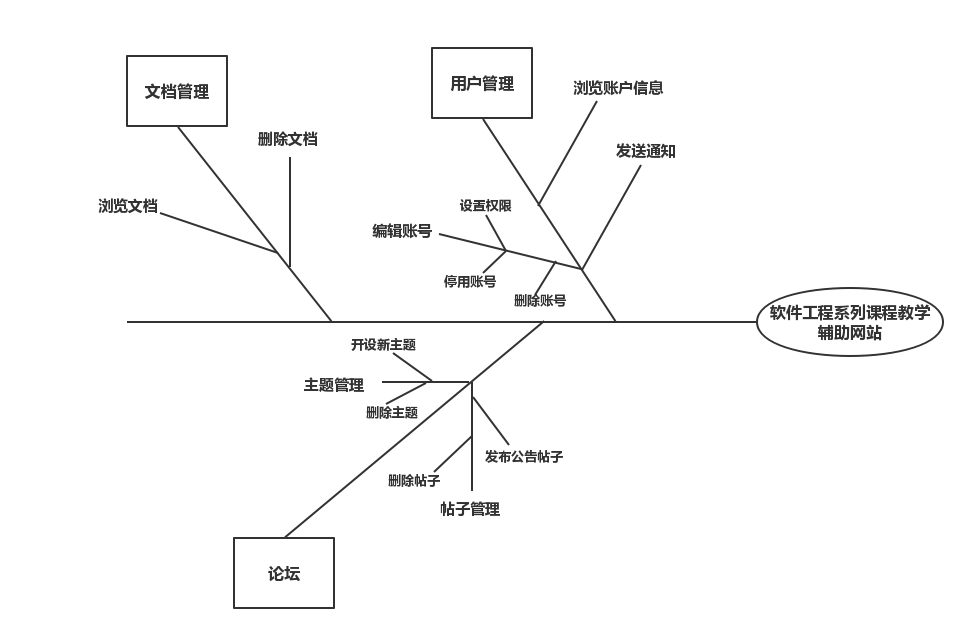 文档管理
用户管理
浏览账户信息
删除文档
发送通知
浏览文档
设置权限
编辑账号
停用账号
删除账号
软件工程系列课程教学
辅助网站
开设新主题
主题管理
删除主题
发布公告帖子
删除帖子
帖子管理
论坛